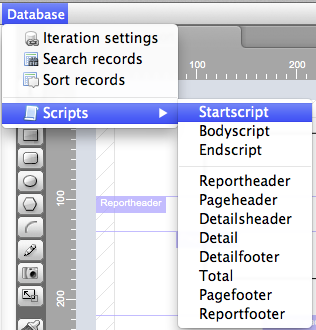 Database
Iteration settings
Search records
Sort records
Scripts
Startscript
Bodyscript
Endscript
Reportheader
Pageheader
Detailsheader
Detail
Detailfooter
Total
Pagefooter
Reportfooter
100
200
100
Reportheader
200